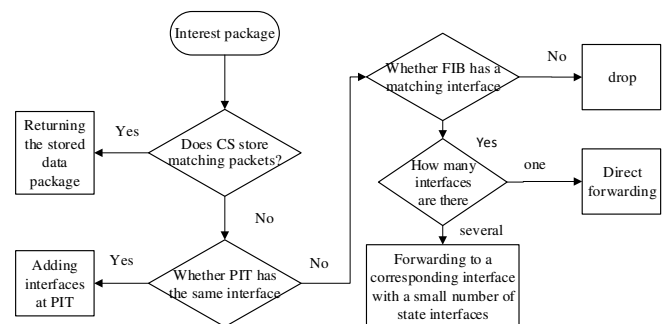 Interest package
Does CS store
matching packets?
Yes
Returning
the stored
data
package
No
Whether PIT has
the same interface
Yes
Adding
interfaces
at PIT
No
Whether FIB has a
matching interface
No
drop
Yes
How many
interfaces
are there
one
Direct
forwarding
several
Forwarding to a
corresponding interface
with a small number of
state interfaces